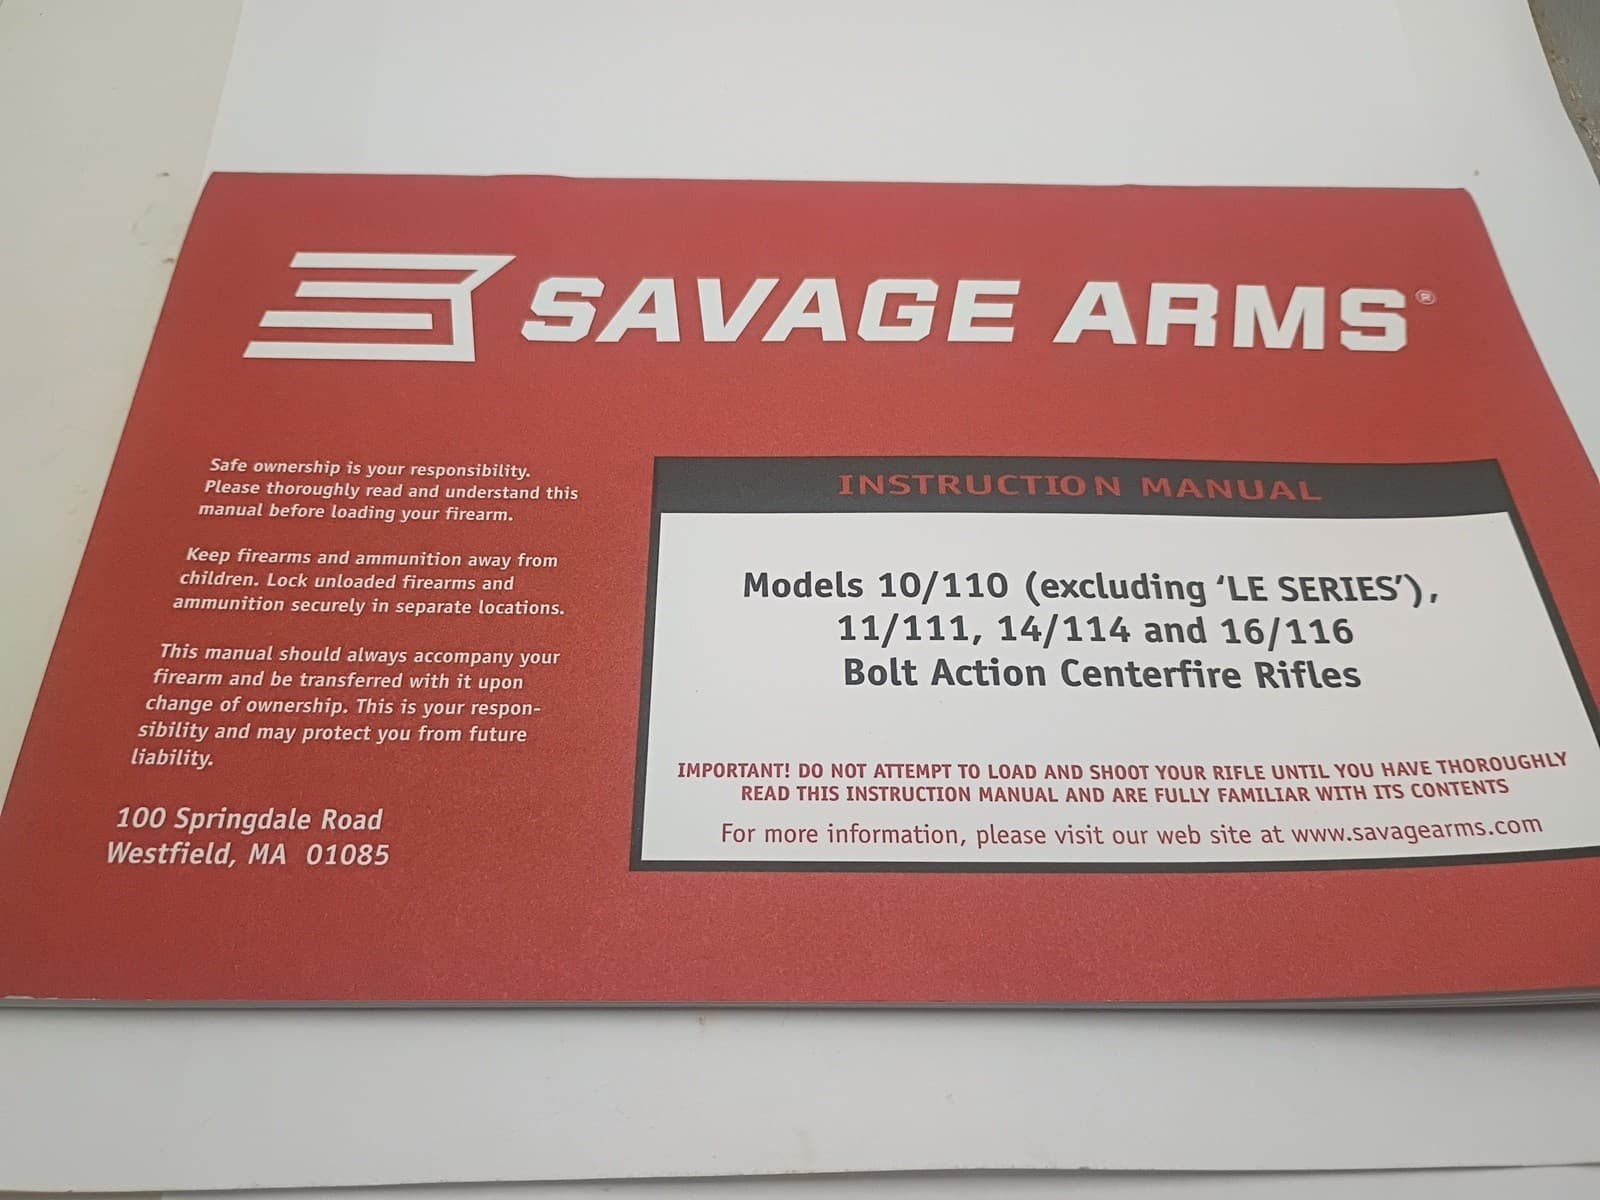 SAVAGE ARMS®
Safe ownership is your responsibility.
Please thoroughly read and understand this
manual before loading your firearm.
Keep firearms and ammunition away from
children. Lock unloaded firearms and
ammunition securely in separate locations.
This manual should always accompany your
firearm and be transferred with it upon
change of ownership. This is your respon-
sibility and may protect you from future
liability.
100 Springdale Road
Westfield, MA 01085
INSTRUCTION MANUAL
Models 10/110 (excluding ‘LE SERIES’),
11/111, 14/114 and 16/116
Bolt Action Centerfire Rifles
IMPORTANT! DO NOT ATTEMPT TO LOAD AND SHOOT YOUR RIFLE UNTIL YOU HAVE THOROUGHLY
READ THIS INSTRUCTION MANUAL AND ARE FULLY FAMILIAR WITH ITS CONTENTS
For more information, please visit our web site at www.savagearms.com